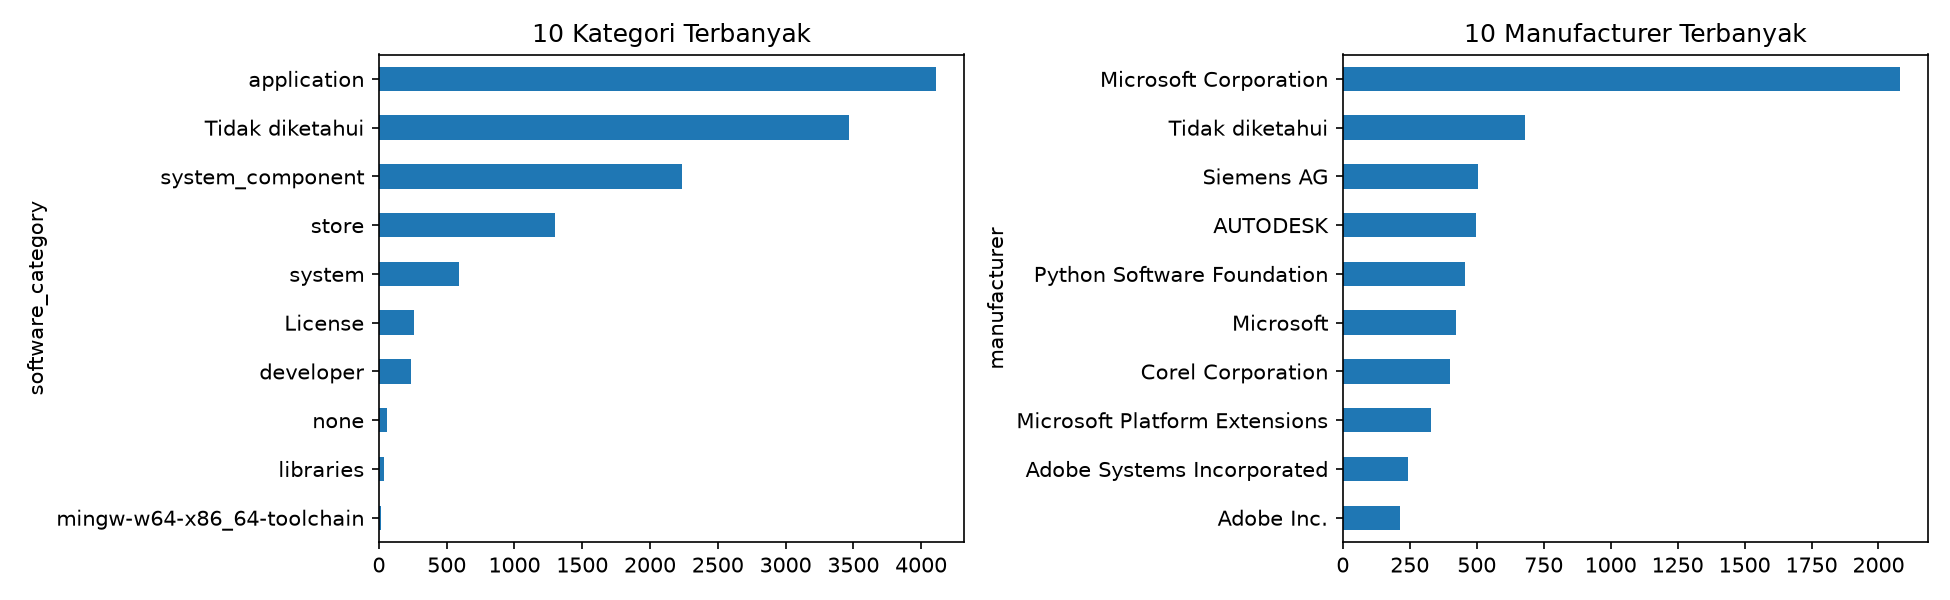 10 Kategori Terbanyak
software_category
application
Tidak diketahui
system_component
store
system
License
developer
none
libraries
mingw-w64-x86_64-toolchain
0 500 1000 1500 2000 2500 3000 3500 4000
10 Manufacturer Terbanyak
manufacturer
Microsoft Corporation
Tidak diketahui
Siemens AG
AUTODESK
Python Software Foundation
Microsoft
Corel Corporation
Microsoft Platform Extensions
Adobe Systems Incorporated
Adobe Inc.
0 250 500 750 1000 1250 1500 1750 2000